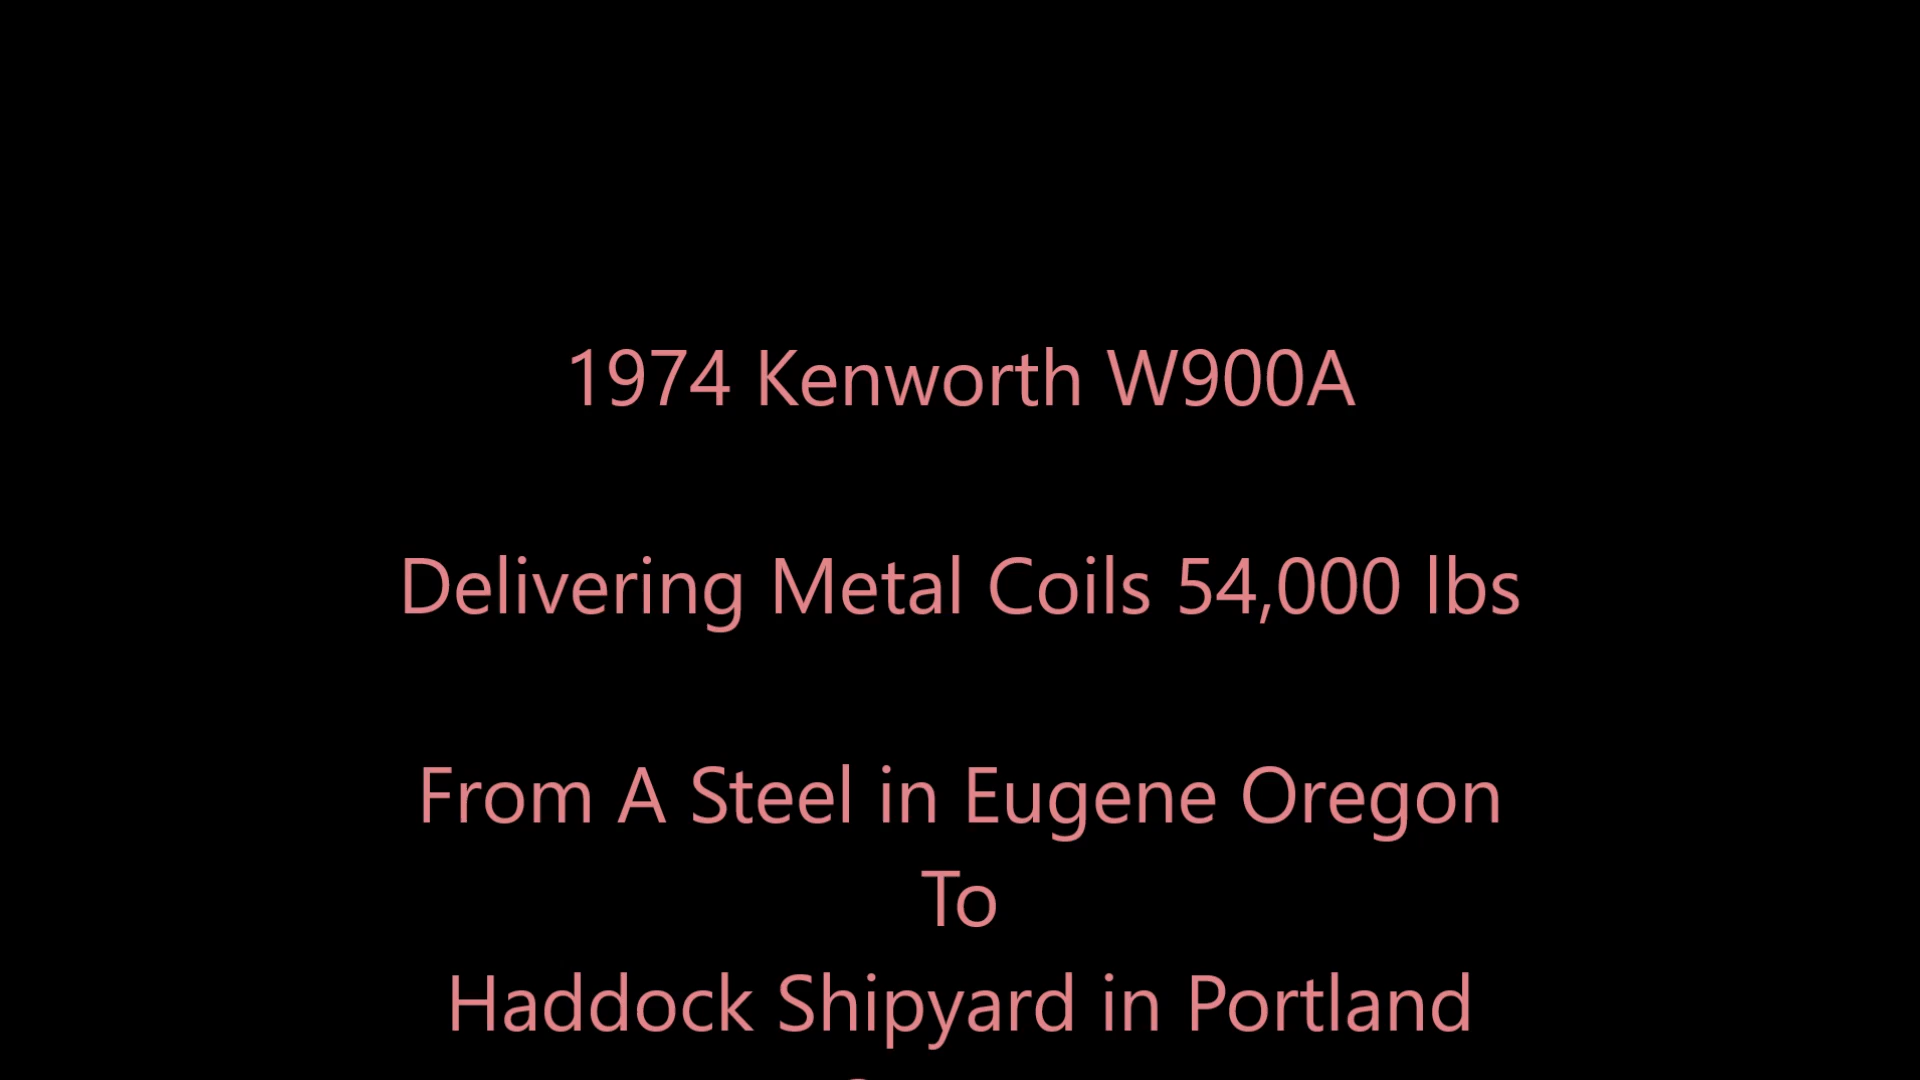 1974 Kenworth W900A
Delivering Metal Coils 54,000 lbs
From A Steel in Eugene Oregon
To
Haddock Shipyard in Portland